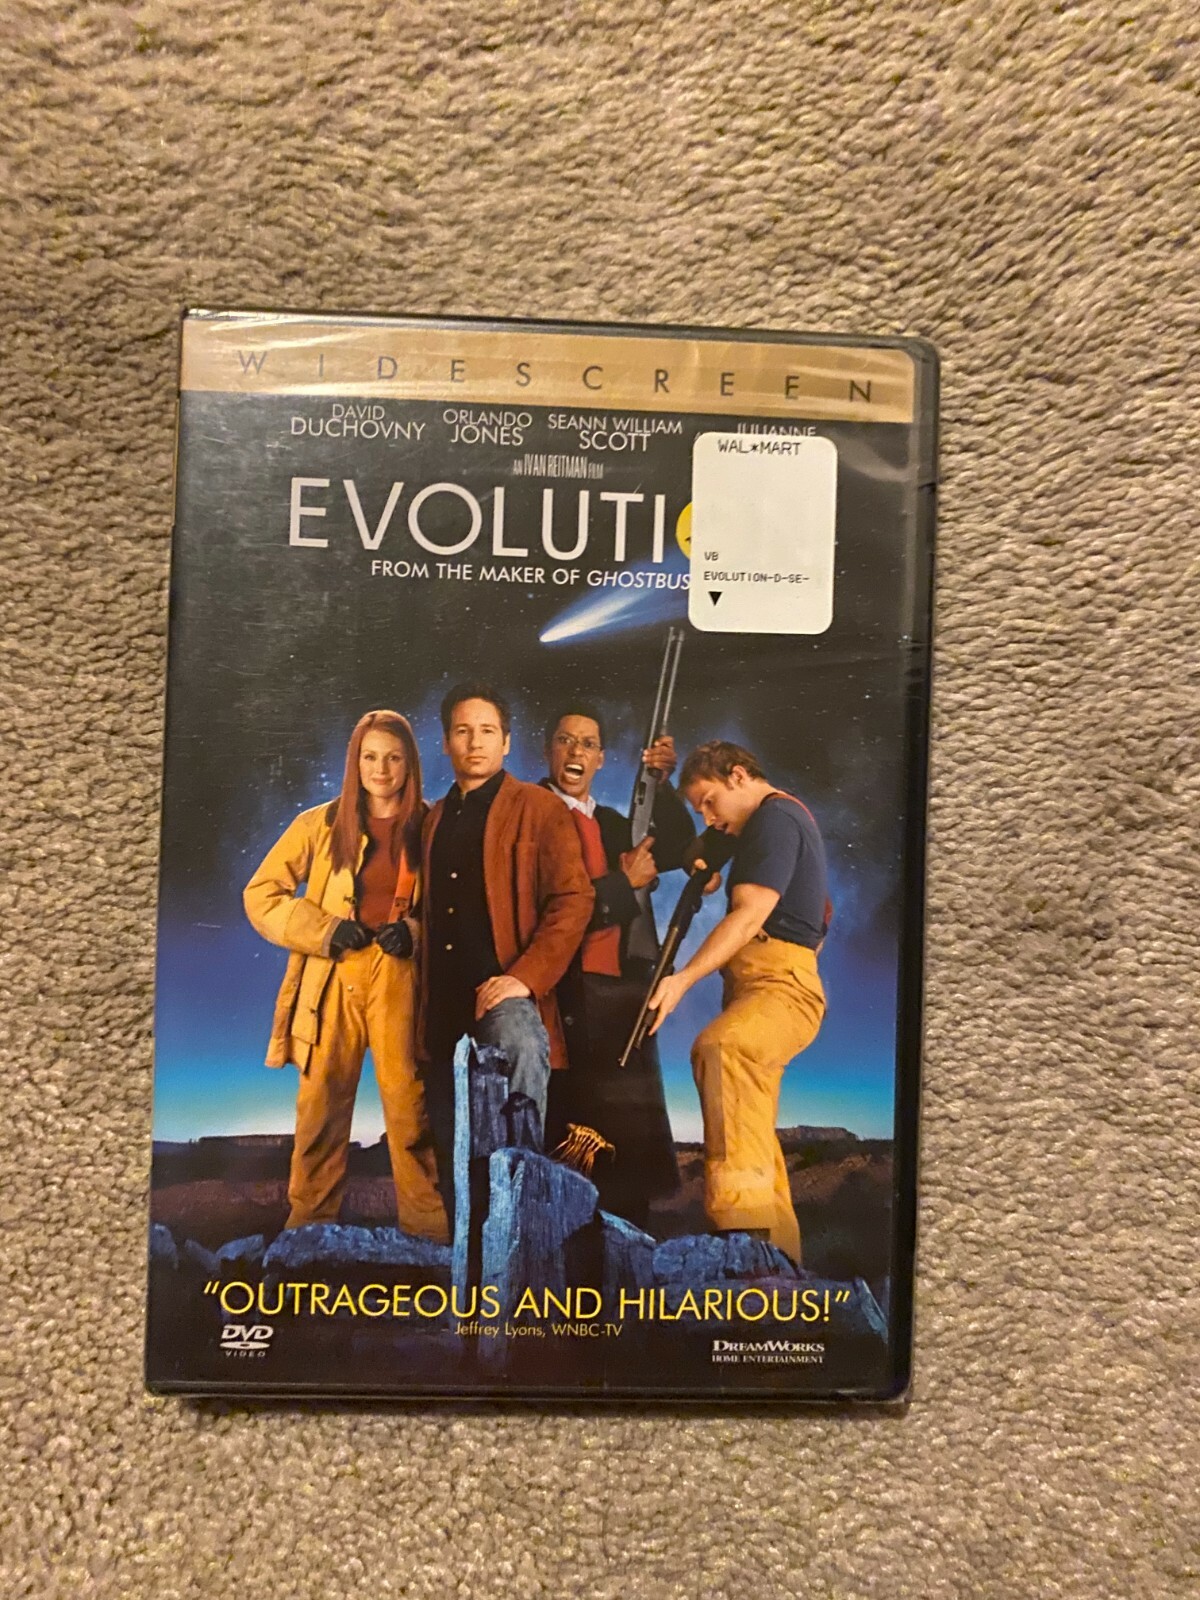 WIDESCREEN
DAVID DUCHOVNY
ORLANDO JONES
SEANN WILLIAM SCOTT
JULIANNE
AN IVAN REITMAN FILM
EVOLUTI
FROM THE MAKER OF GHOSTBUS
WAL*MART
VB
EVOLUTION-D-SE-
"OUTRAGEOUS AND HILARIOUS!"
– Jeffrey Lyons, WNBC-TV
DVD
VIDEO
DREAMWORKS
HOME ENTERTAINMENT